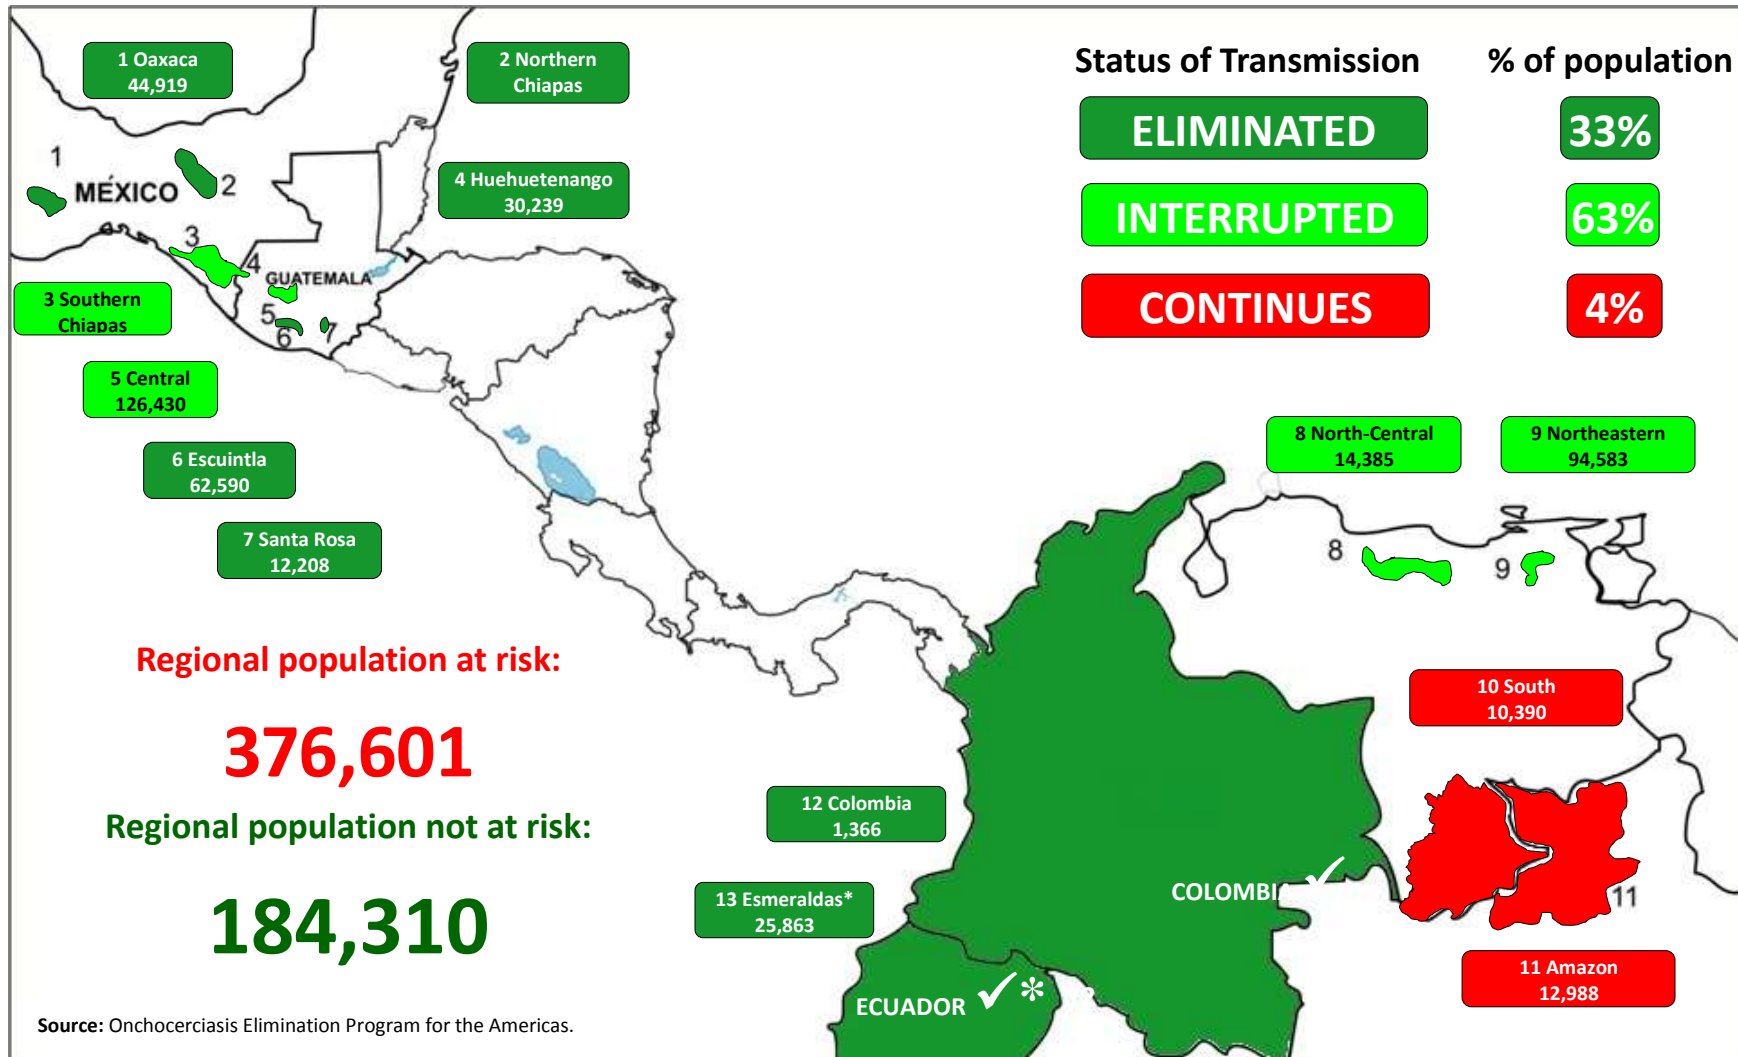 1 Oaxaca
44,919
2 Northern
Chiapas
Status of Transmission
% of population
ELIMINATED
33%
INTERRUPTED
63%
CONTINUES
4%
4 Huehuetenango
30,239
1
MÉXICO
2
3
4
GUATEMALA
5
6
7
3 Southern
Chiapas
5 Central
126,430
6 Escuintla
62,590
7 Santa Rosa
12,208
8 North-Central
14,385
9 Northeastern
94,583
8
9
Regional population at risk:
376,601
Regional population not at risk:
184,310
10 South
10,390
12 Colombia
1,366
13 Esmeraldas*
25,863
COLOMBIA ✓
11
11 Amazon
12,988
ECUADOR ✓*
Source: Onchocerciasis Elimination Program for the Americas.